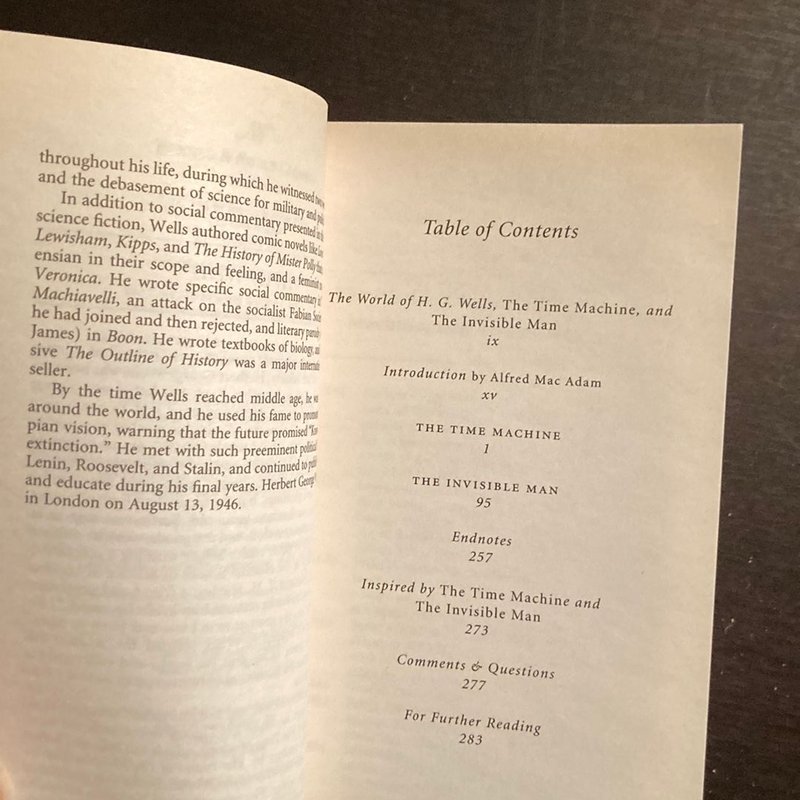 throughout his life, during which he witnessed two
and the debasement of science for military and
In addition to social commentary presented in
science fiction, Wells authored comic novels like
Lewisham, Kipps, and The History of Mister Polly
ensian in their scope and feeling, and a feminist
Veronica. He wrote specific social commentary
Machiavelli, an attack on the socialist Fabian
he had joined and then rejected, and literary
James) in Boon. He wrote textbooks of biology,
sive The Outline of History was a major
seller.
By the time Wells reached middle age, he
around the world, and he used his fame to
pian vision, warning that the future promised
extinction.” He met with such preeminent
Lenin, Roosevelt, and Stalin, and continued to
and educate during his final years. Herbert George
in London on August 13, 1946.
Table of Contents
The World of H. G. Wells, The Time Machine, and
The Invisible Man
ix
Introduction by Alfred Mac Adam
xv
THE TIME MACHINE
1
THE INVISIBLE MAN
95
Endnotes
257
Inspired by The Time Machine and
The Invisible Man
273
Comments & Questions
277
For Further Reading
283